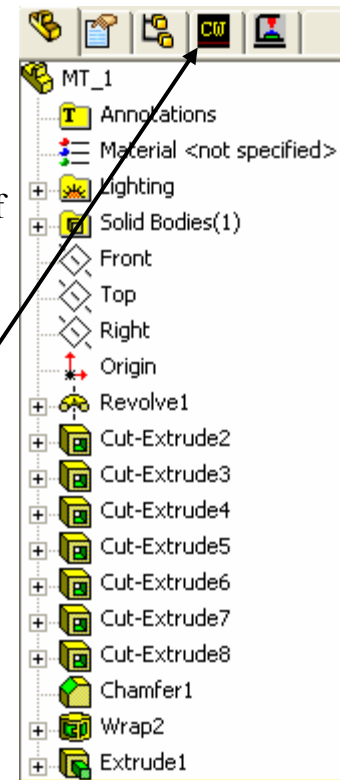 CW
MT_1
Annotations
Material <not specified>
Lighting
f
Solid Bodies(1)
Front
Top
Right
Origin
Revolve1
Cut-Extrude2
Cut-Extrude3
Cut-Extrude4
Cut-Extrude5
Cut-Extrude6
Cut-Extrude7
Cut-Extrude8
Chamfer1
Wrap2
Extrude1